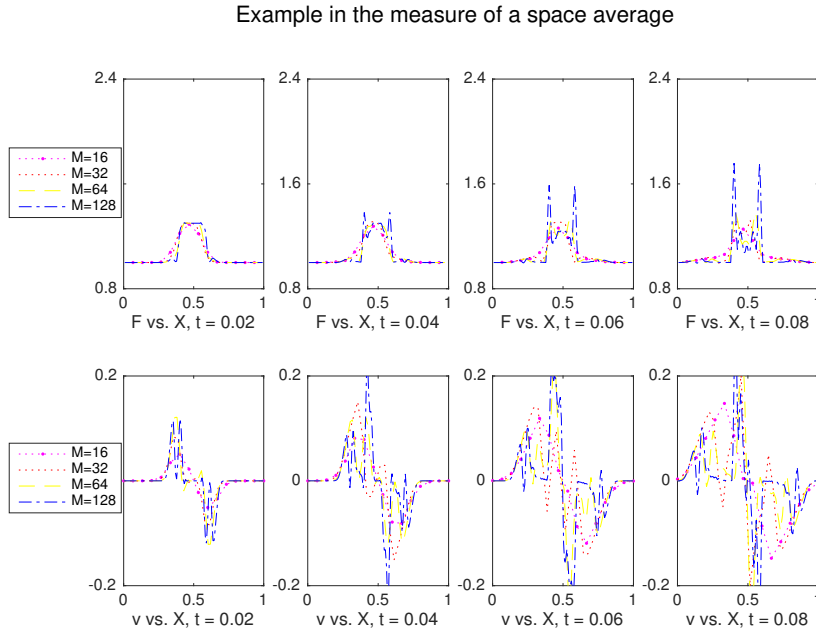 Example in the measure of a space average
2.4 2.4 2.4 2.4
M=16
M=32
M=64
M=128
1.6 1.6 1.6 1.6
0.8 0.8 0.8 0.8
0 0.5 1 0 0.5 1 0 0.5 1 0 0.5 1
F vs. X, t = 0.02 F vs. X, t = 0.04 F vs. X, t = 0.06 F vs. X, t = 0.08
0.2 0.2 0.2 0.2
M=16
M=32
M=64
M=128
0 0 0 0
-0.2 -0.2 -0.2 -0.2
0 0.5 1 0 0.5 1 0 0.5 1 0 0.5 1
v vs. X, t = 0.02 v vs. X, t = 0.04 v vs. X, t = 0.06 v vs. X, t = 0.08